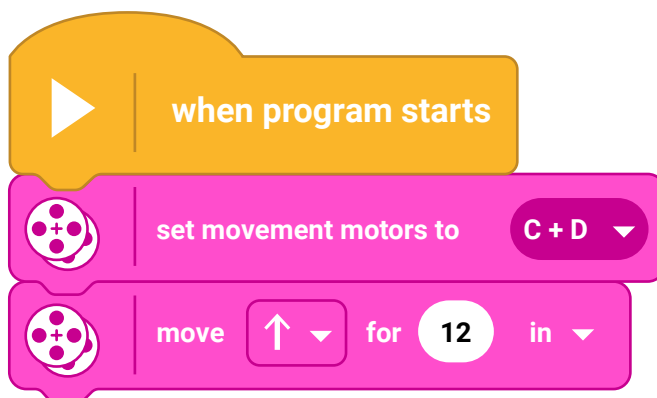 when program starts
set movement motors to C + D
move ↑ for 12 in